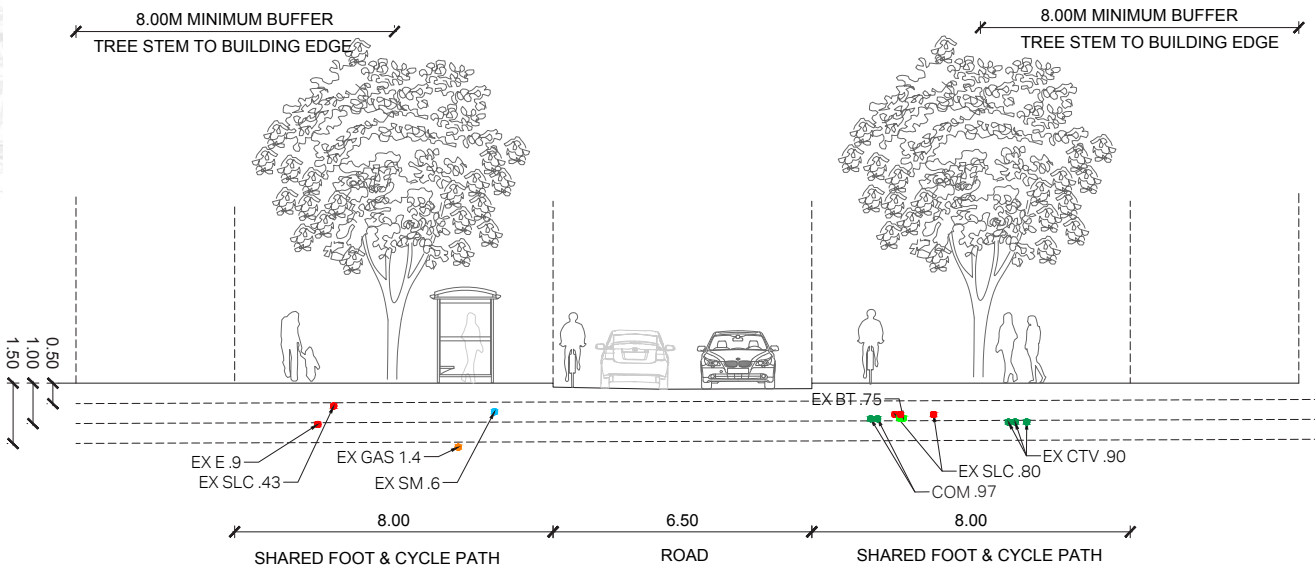 8.00M MINIMUM BUFFER
TREE STEM TO BUILDING EDGE
8.00M MINIMUM BUFFER
TREE STEM TO BUILDING EDGE
0.50
1.00
1.50
EX BT .75
EX E .9
EX SLC .43
EX GAS 1.4
EX SM .6
EX SLC .80
COM .97
EX CTV .90
8.00
6.50
8.00
SHARED FOOT & CYCLE PATH
ROAD
SHARED FOOT & CYCLE PATH